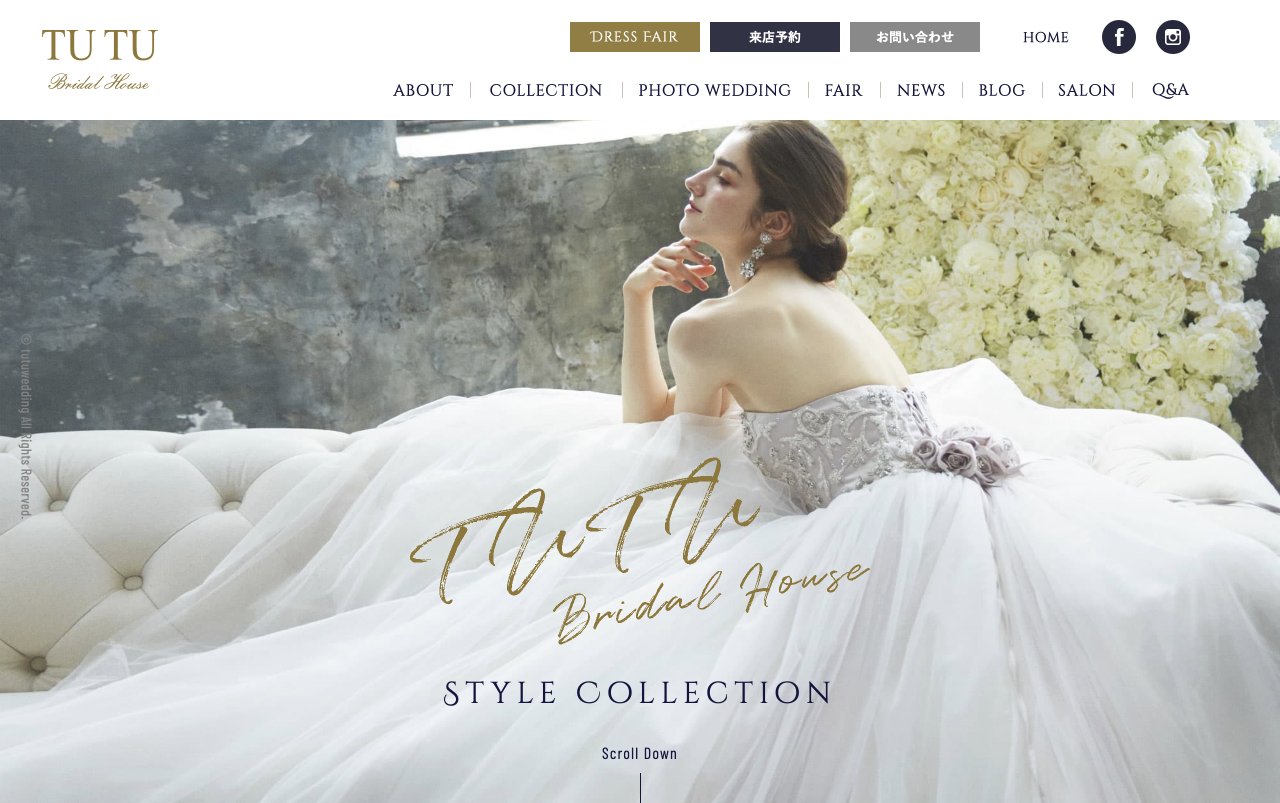 TU TU
Bridal House
DRESS FAIR
来店予約
お問い合わせ
HOME
ABOUT
COLLECTION
PHOTO WEDDING
FAIR
NEWS
BLOG
SALON
Q&A
© tutuwedding All Rights Reserved.
TUTU
Bridal House
STYLE COLLECTION
Scroll Down